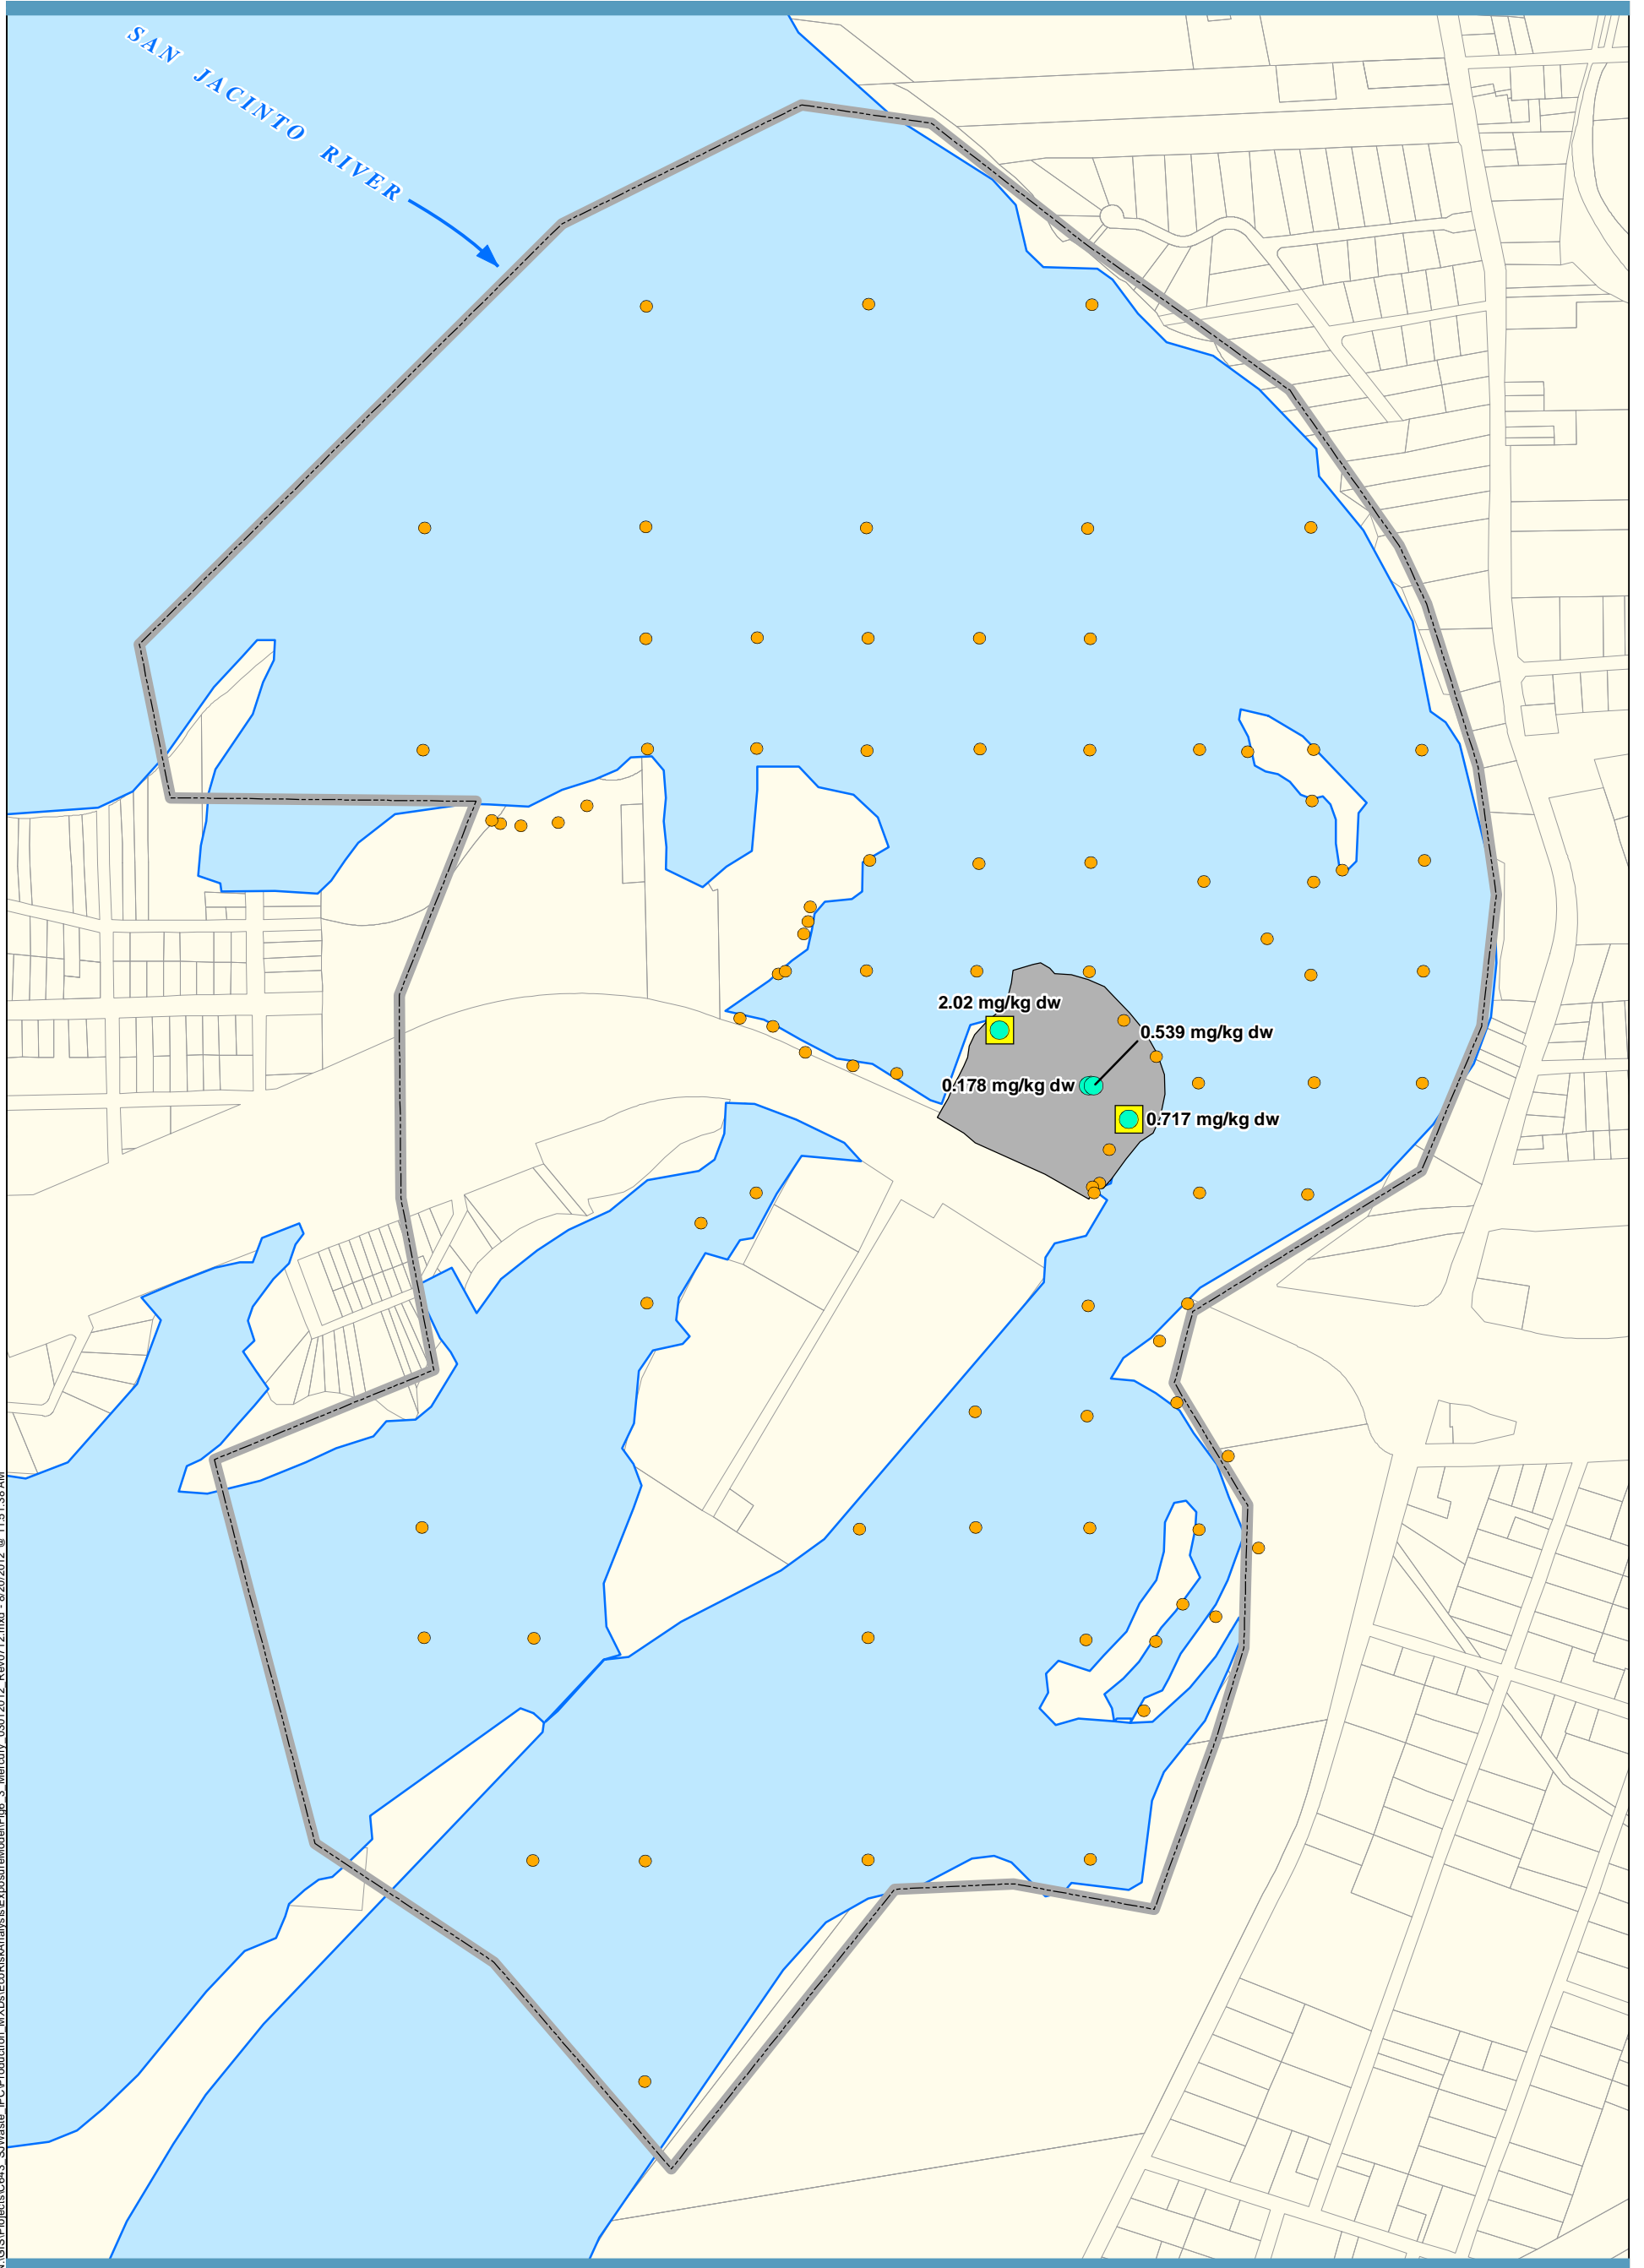 SAN JACINTO RIVER
2.02 mg/kg dw
0.539 mg/kg dw
0.178 mg/kg dw
0.717 mg/kg dw